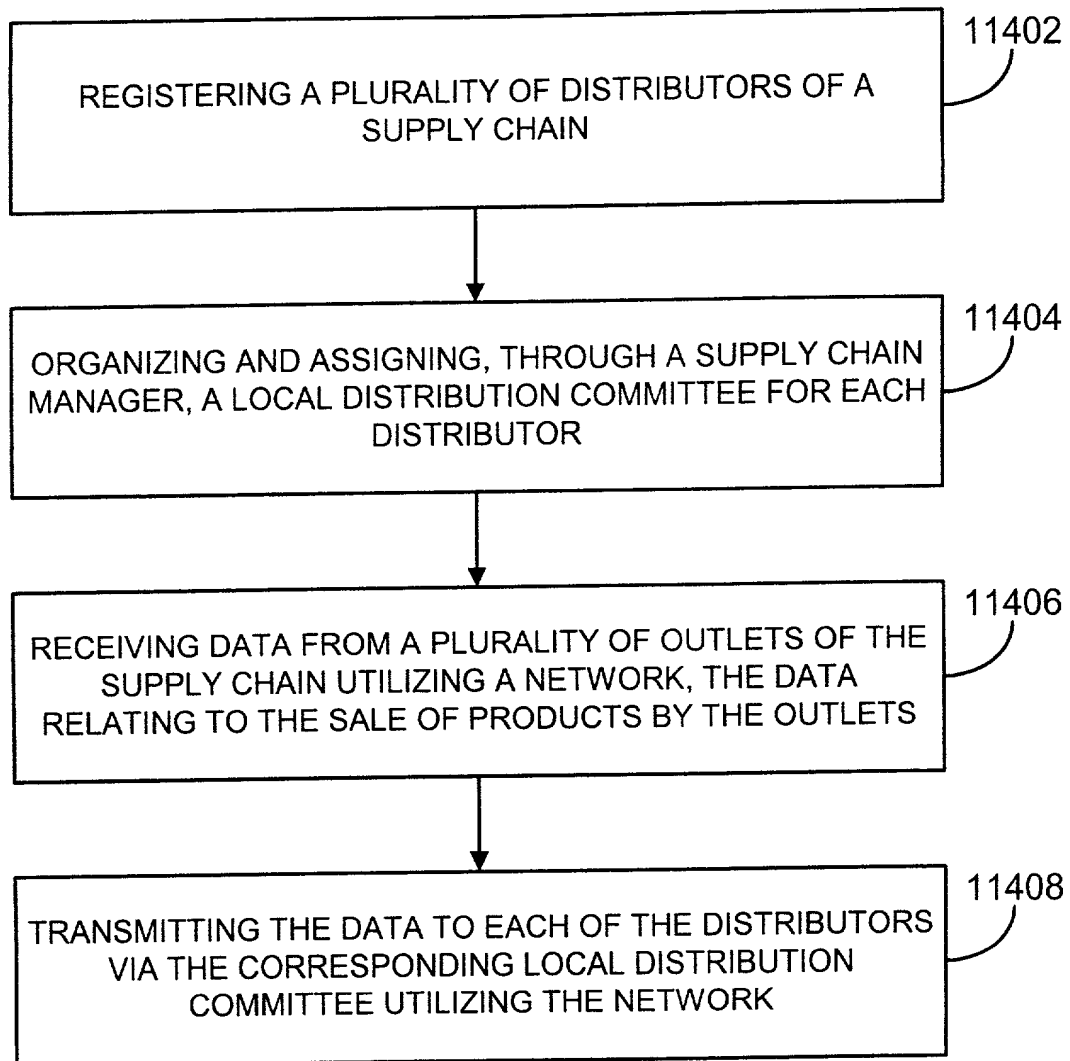 11402
REGISTERING A PLURALITY OF DISTRIBUTORS OF A
SUPPLY CHAIN
11404
ORGANIZING AND ASSIGNING, THROUGH A SUPPLY CHAIN
MANAGER, A LOCAL DISTRIBUTION COMMITTEE FOR EACH
DISTRIBUTOR
11406
RECEIVING DATA FROM A PLURALITY OF OUTLETS OF THE
SUPPLY CHAIN UTILIZING A NETWORK, THE DATA
RELATING TO THE SALE OF PRODUCTS BY THE OUTLETS
11408
TRANSMITTING THE DATA TO EACH OF THE DISTRIBUTORS
VIA THE CORRESPONDING LOCAL DISTRIBUTION
COMMITTEE UTILIZING THE NETWORK